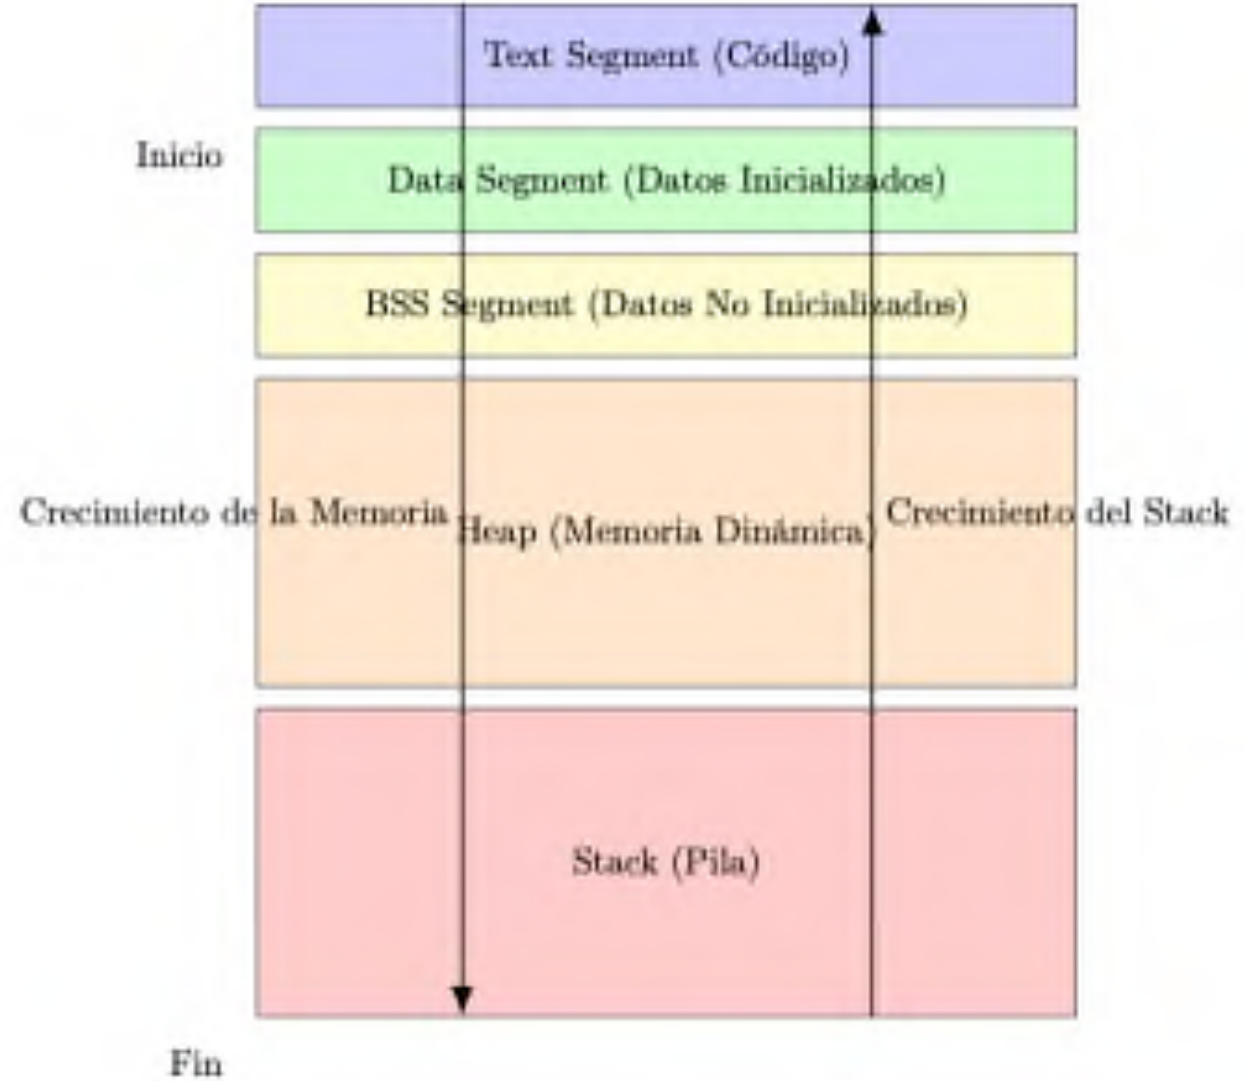 Text Segment (Código)
Inicio
Data Segment (Datos Inicializados)
BSS Segment (Datos No Inicializados)
Crecimiento de la Memoria
Heap (Memoria Dinámica)
Crecimiento del Stack
Stack (Pila)
Fin